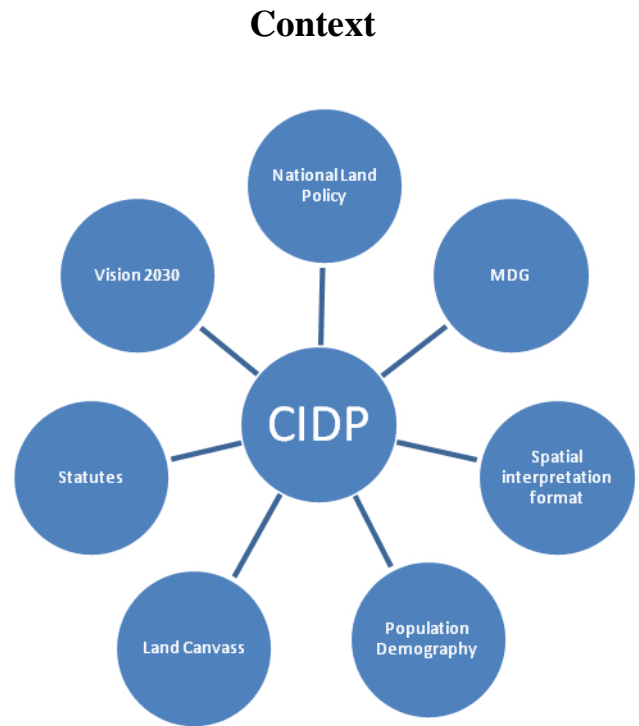 Context
National Land
Policy
Vision 2030
MDG
CIDP
Statutes
Spatial
interpretation
format
Land Canvass
Population
Demography